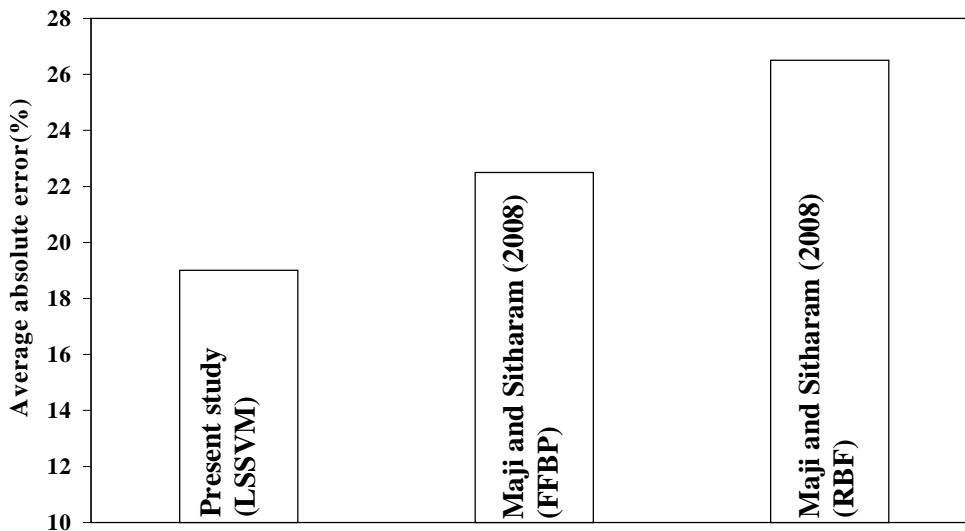 Average absolute error(%)
28
26
24
22
20
18
16
14
12
10
Present study
(LSSVM)
Maji and Sitharam (2008)
(FFBP)
Maji and Sitharam (2008)
(RBF)